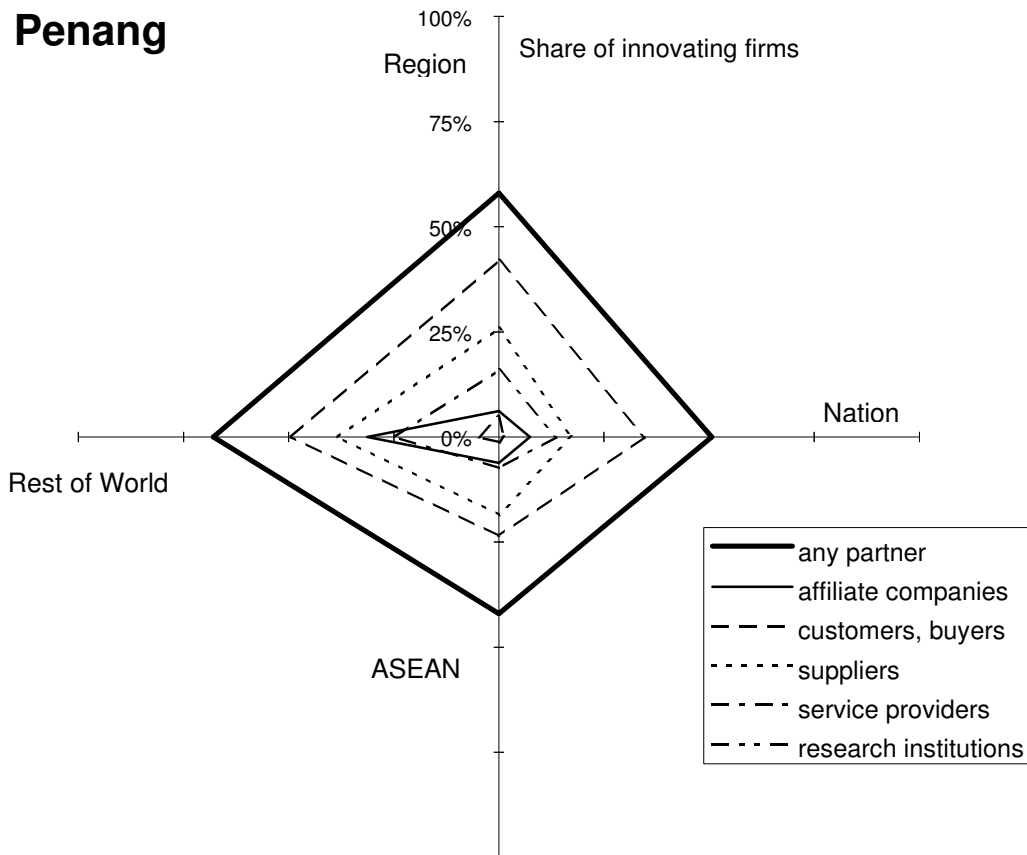 Penang
100%
Share of innovating firms
Region
75%
50%
25%
Nation
0%
Rest of World
any partner
affiliate companies
customers, buyers
suppliers
service providers
research institutions
ASEAN